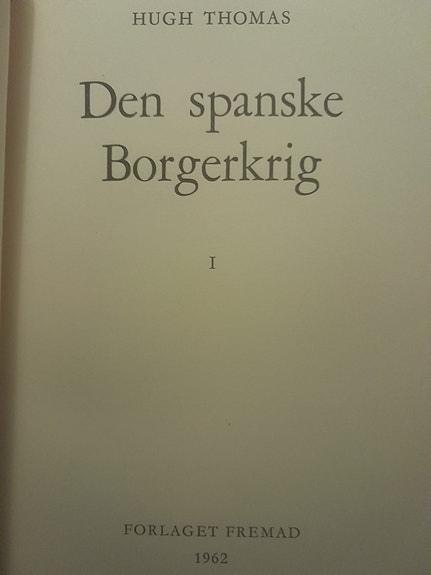 HUGH THOMAS
Den spanske
Borgerkrig
I
FORLAGET FREMAD
1962